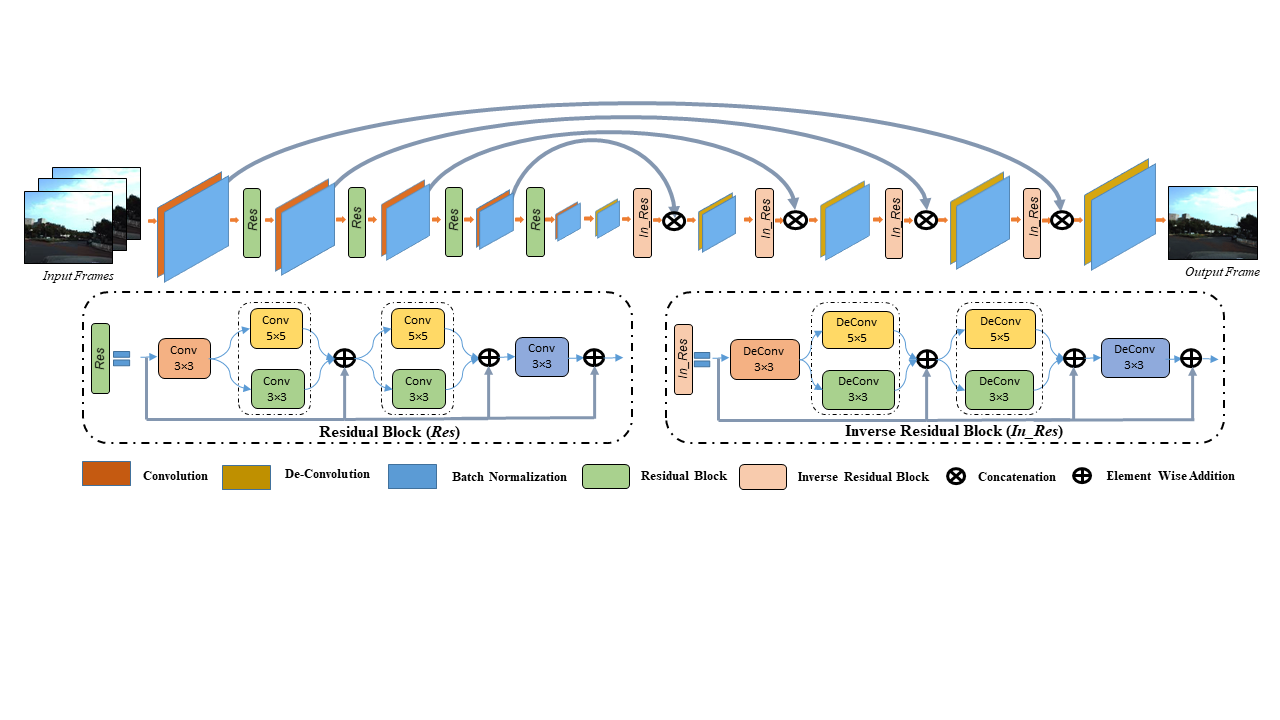 Input Frames
Res
Res
Res
Res
In_Res
In_Res
In_Res
In_Res
Output Frame
Res
Conv
3×3
Conv
5×5
Conv
3×3
Conv
5×5
Conv
3×3
Conv
3×3
Residual Block (Res)
In_Res
DeConv
3×3
DeConv
5×5
DeConv
3×3
DeConv
5×5
DeConv
3×3
DeConv
3×3
Inverse Residual Block (In_Res)
Convolution
De-Convolution
Batch Normalization
Residual Block
Inverse Residual Block
Concatenation
Element Wise Addition